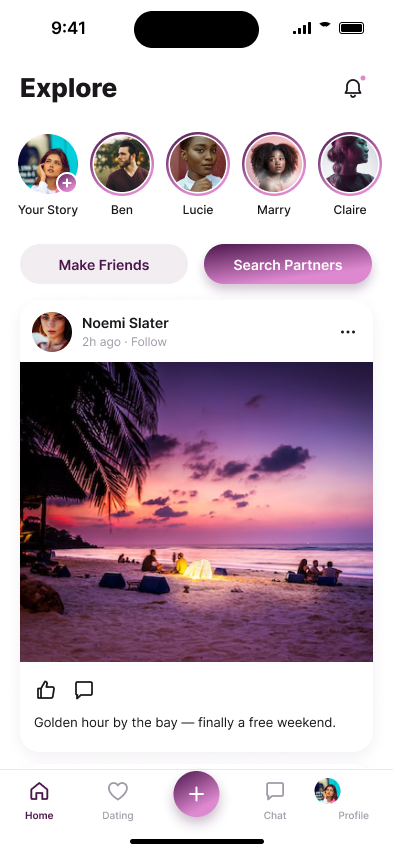 9:41
Explore
Your Story
Ben
Lucie
Marry
Claire
Make Friends
Search Partners
Noemi Slater
2h ago · Follow
Golden hour by the bay — finally a free weekend.
Home
Dating
Chat
Profile